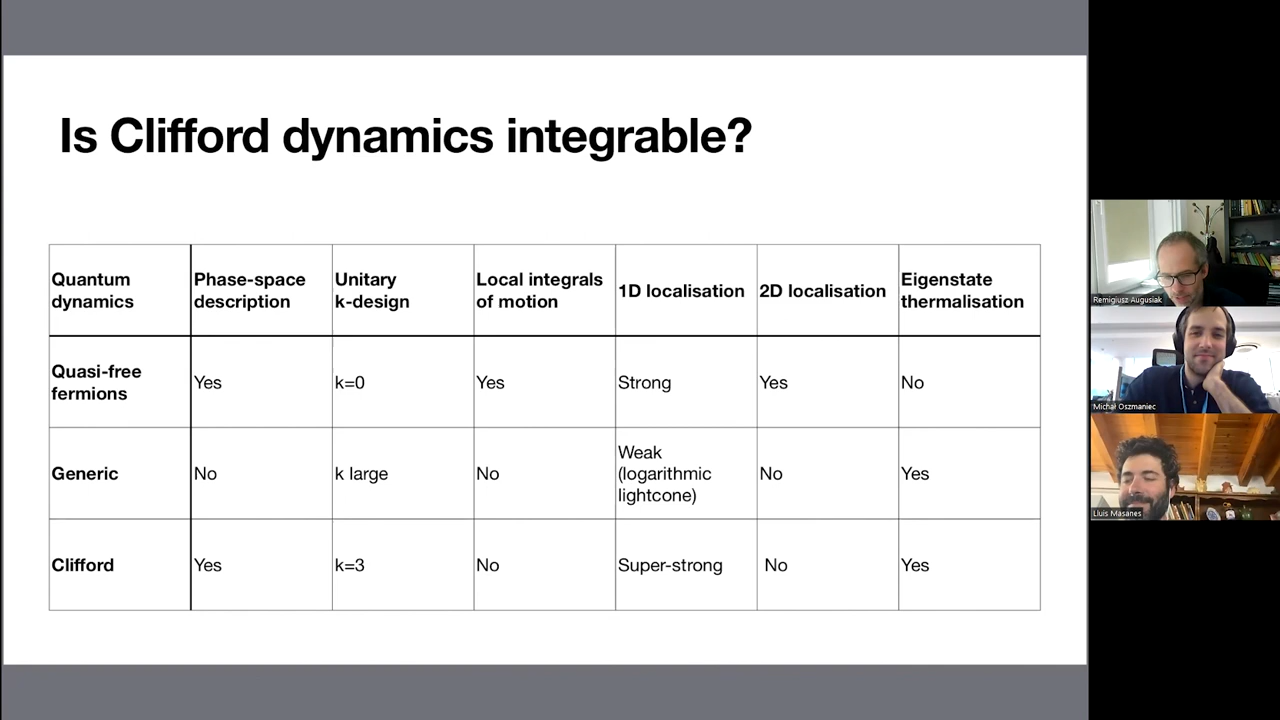 Is Clifford dynamics integrable?
Quantum dynamics
Phase-space description
Unitary k-design
Local integrals of motion
1D localisation
2D localisation
Eigenstate thermalisation
Quasi-free fermions
Yes
k=0
Yes
Strong
Yes
No
Generic
No
k large
No
Weak (logarithmic lightcone)
No
Yes
Clifford
Yes
k=3
No
Super-strong
No
Yes
Remigiusz Augusiak
Michał Oszmaniec
Lluis Masanes